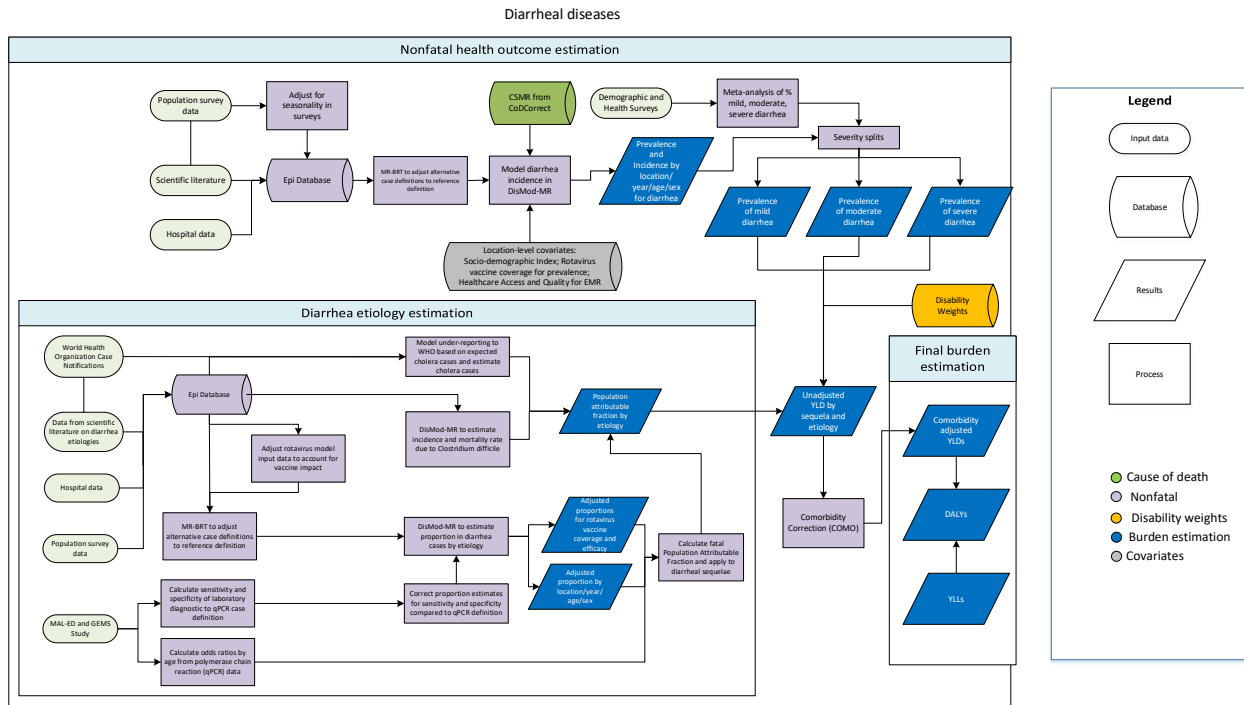 Diarrheal diseases
Nonfatal health outcome estimation
Population survey
data
Adjust for
seasonality in
surveys
CSMR from
CoDCorrect
Demographic and
Health Surveys
Meta-analysis of %
mild, moderate,
severe diarrhea
Severity splits
Scientific literature
Epi Database
MR-BRT to adjust alternative
case definitions to reference
definition
Model diarrhea
incidence in
DisMod-MR
Prevalence
and
Incidence by
location/
year/age/sex
for diarrhea
Prevalence
of mild
diarrhea
Prevalence
of moderate
diarrhea
Prevalence of
severe
diarrhea
Hospital data
Location-level covariates:
Socio-demographic Index; Rotavirus
vaccine coverage for prevalence;
Healthcare Access and Quality for EMR
Disability
Weights
Diarrhea etiology estimation
World Health
Organization Case
Notifications
Model under-reporting to
WHO based on expected
cholera cases and estimate
cholera cases
Epi Database
Data from scientific
literature on diarrhea
etiologies
DisMod-MR to estimate
incidence and mortality rate
due to Clostridium difficile
Population
attributable
fraction by
etiology
Adjust rotavirus model
input data to account for
vaccine impact
Hospital data
Population survey
data
MR-BRT to adjust
alternative case definitions
to reference definition
DisMod-MR to estimate
proportion in diarrhea
cases by etiology
Adjusted
proportions
for rotavirus
vaccine
coverage and
efficacy
Adjusted
proportion by
location/year/
age/sex
Calculate fatal
Population Attributable
Fraction and apply to
diarrheal sequelae
MAL-ED and GEMS
Study
Calculate sensitivity and
specificity of laboratory
diagnostic to qPCR case
definition
Correct proportion estimates
for sensitivity and specificity
compared to qPCR definition
Calculate odds ratios by
age from polymerase chain
reaction (qPCR) data
Unadjusted
YLD by
sequela and
etiology
Comorbidity
Correction (COMO)
Final burden
estimation
Comorbidity
adjusted
YLDs
DALYs
YLLs
Legend
Input data
Database
Results
Process
Cause of death
Nonfatal
Disability weights
Burden estimation
Covariates